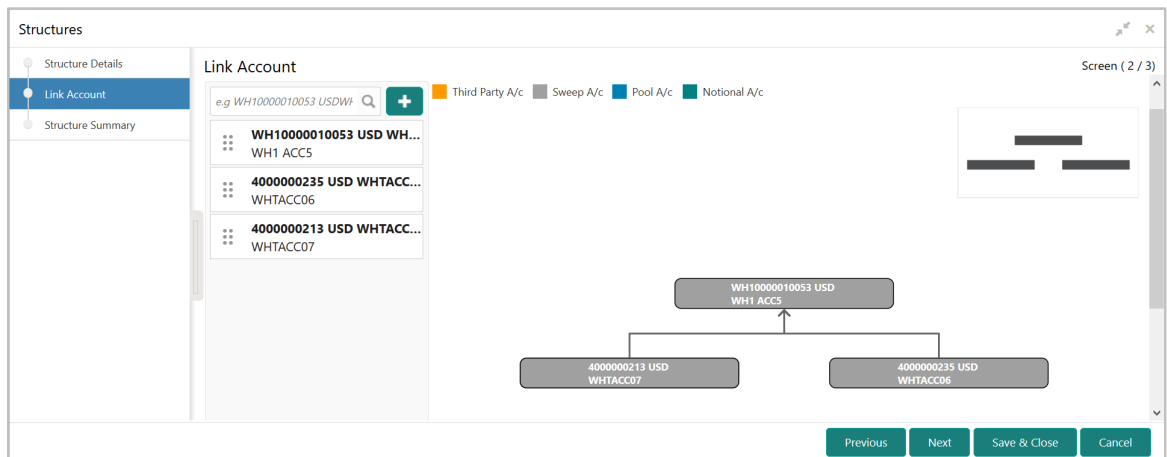 Structures
Structure Details
Link Account
Structure Summary
Link Account
Screen ( 2 / 3)
e.g WH10000010053 USDWH
Third Party A/c
Sweep A/c
Pool A/c
Notional A/c
WH10000010053 USD WH...
WH1 ACC5
4000000235 USD WHTACC...
WHTACC06
4000000213 USD WHTACC...
WHTACC07
WH10000010053 USD
WH1 ACC5
4000000213 USD
WHTACC07
4000000235 USD
WHTACC06
Previous
Next
Save & Close
Cancel